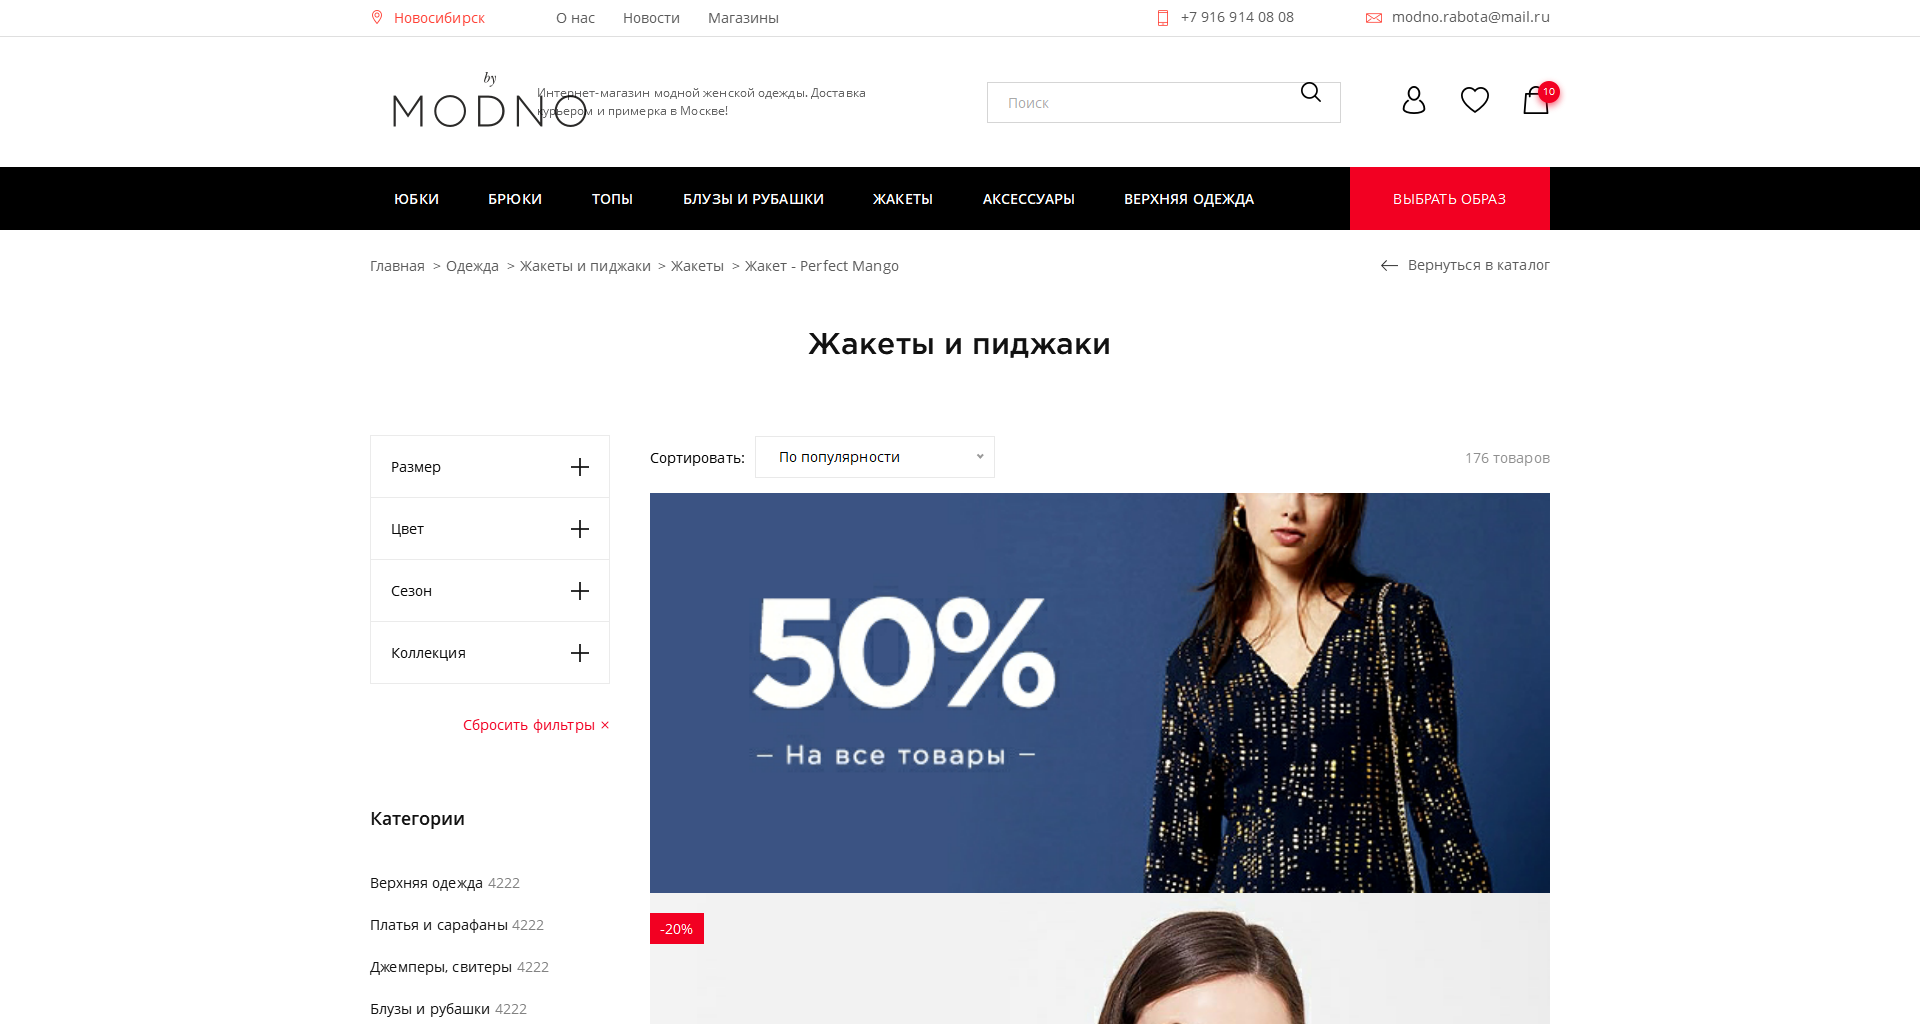 Новосибирск
О нас
Новости
Магазины
+7 916 914 08 08
modno.rabota@mail.ru
by
MODNO
Интернет-магазин модной женской одежды. Доставка
курьером и примерка в Москве!
Поиск
10
ЮБКИ
БРЮКИ
ТОПЫ
БЛУЗЫ И РУБАШКИ
ЖАКЕТЫ
АКСЕССУАРЫ
ВЕРХНЯЯ ОДЕЖДА
ВЫБРАТЬ ОБРАЗ
Главная > Одежда > Жакеты и пиджаки > Жакеты > Жакет - Perfect Mango
Вернуться в каталог
Жакеты и пиджаки
Размер
Цвет
Сезон
Коллекция
Сбросить фильтры ×
Категории
Верхняя одежда 4222
Платья и сарафаны 4222
Джемперы, свитеры 4222
Блузы и рубашки 4222
Сортировать:
По популярности
176 товаров
50%
– На все товары –
-20%